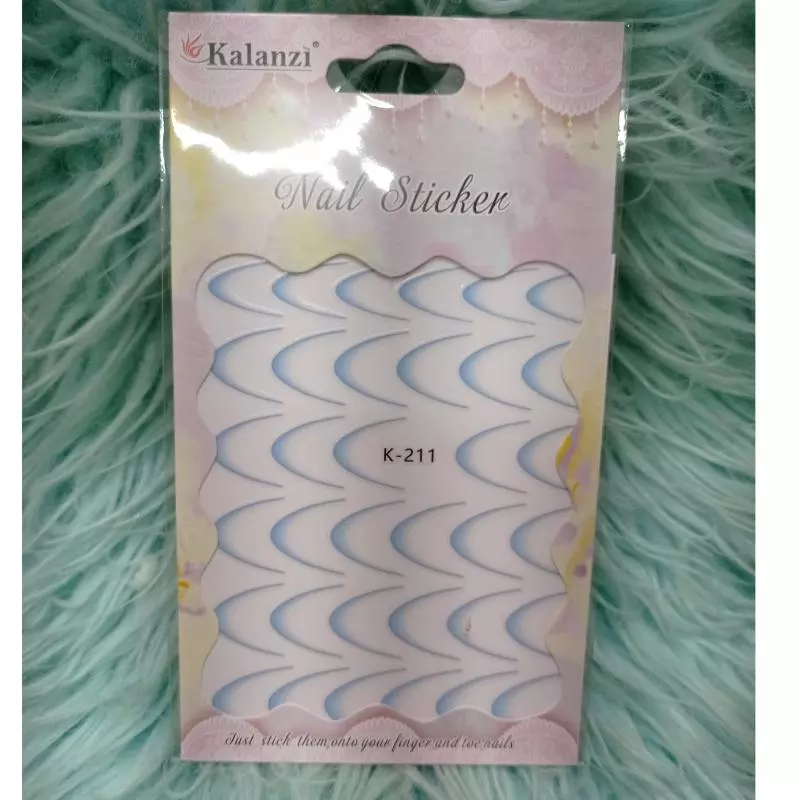 Kalanzi®
Nail Sticker
K-211
Just stick them, onto your finger and toe nails